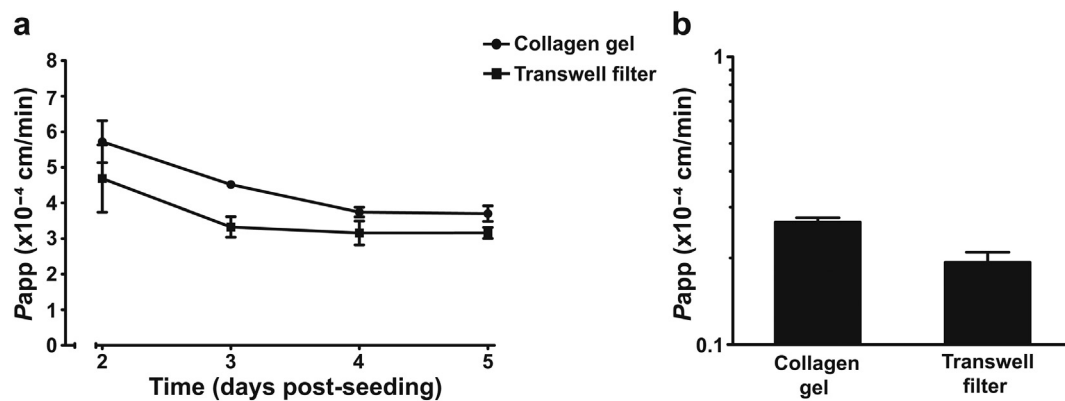 a
Collagen gel
Transwell filter
8
7
6
5
4
3
2
1
0
Papp (x10⁻⁴ cm/min)
2
3
4
5
Time (days post-seeding)
b
1
0.1
Papp (x10⁻⁴ cm/min)
Collagen
gel
Transwell
filter